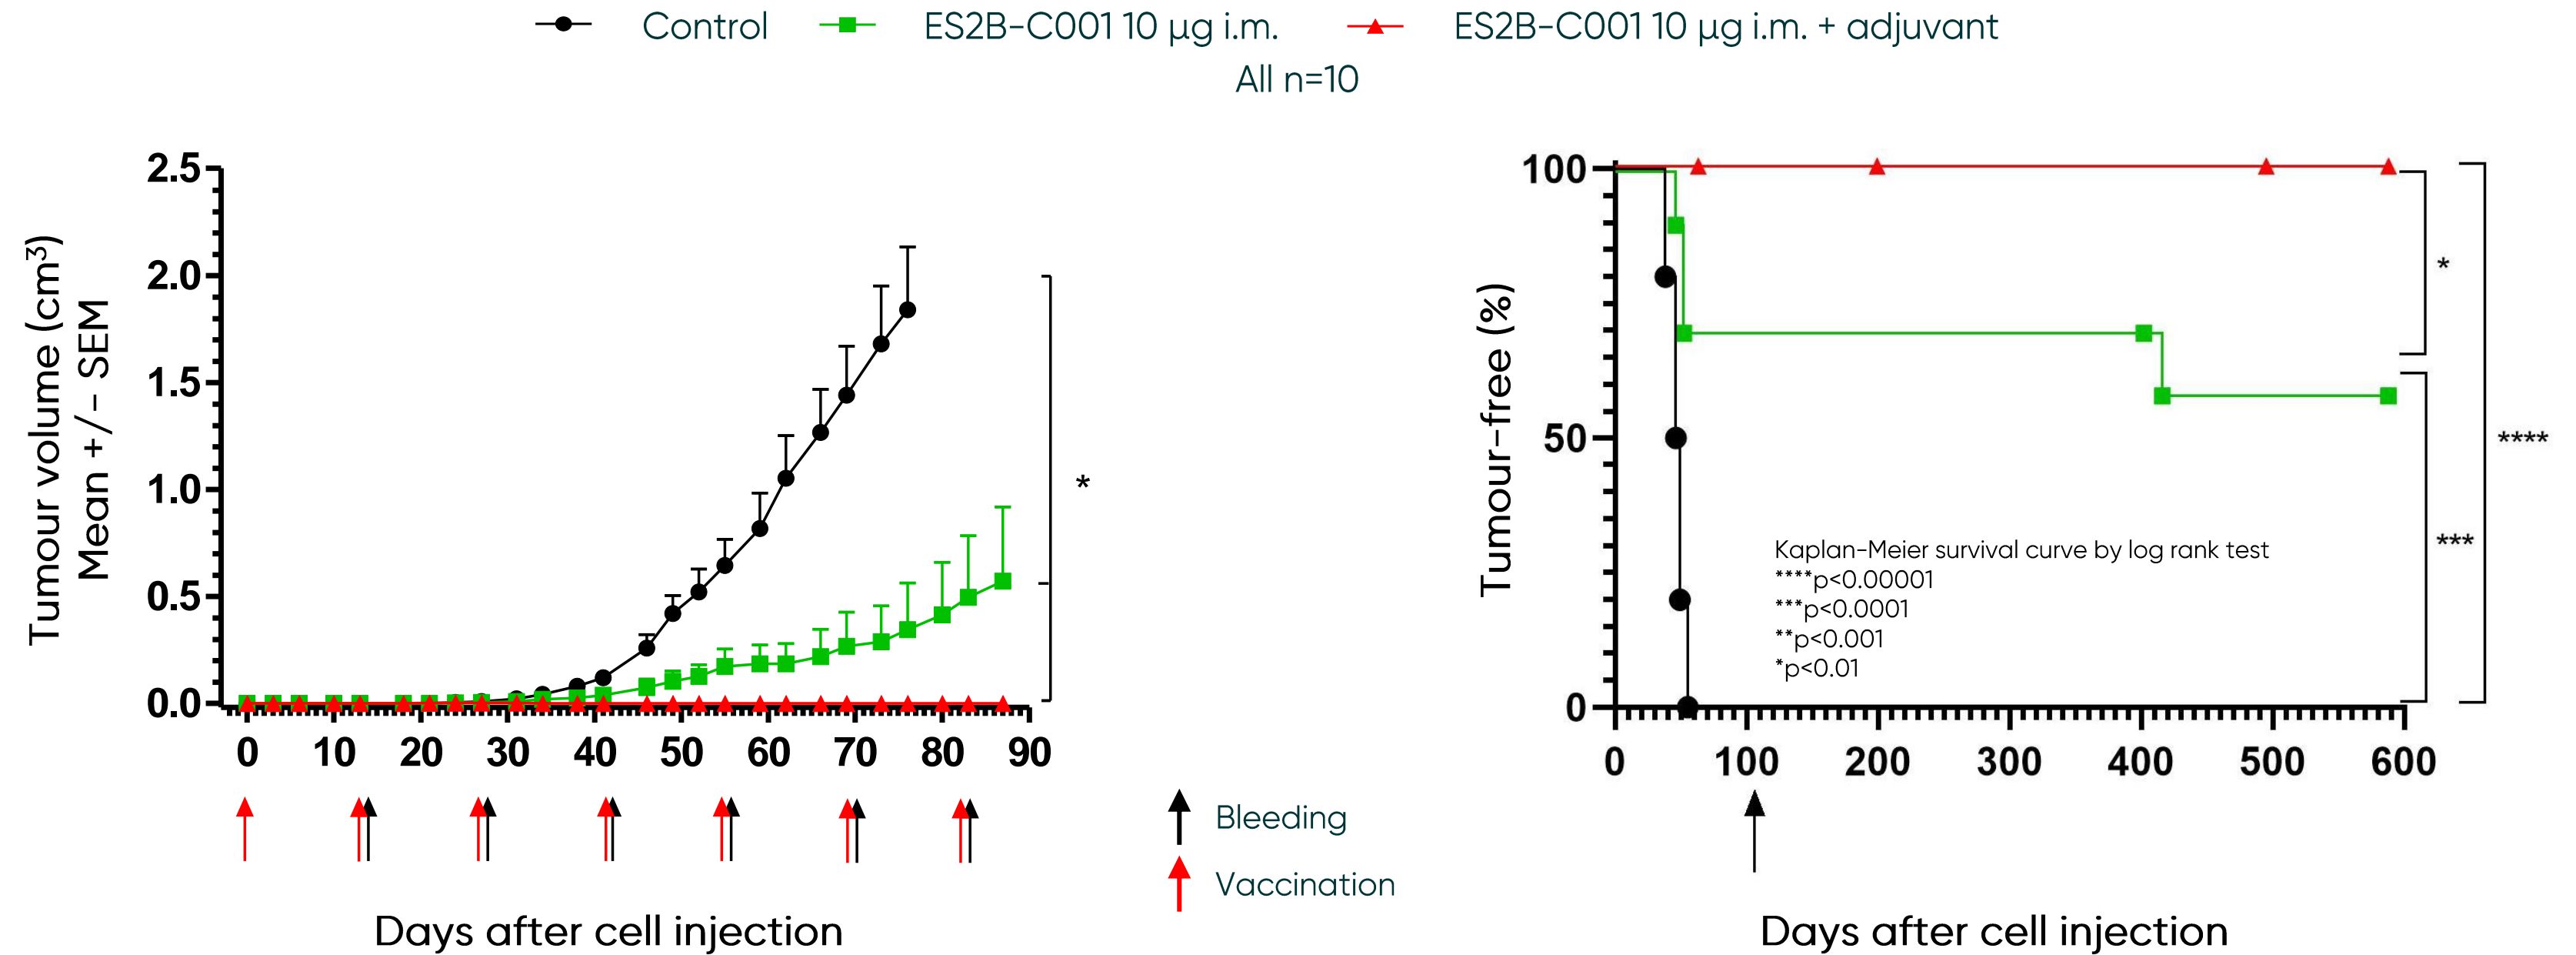 Control ES2B-C001 10 µg i.m. ES2B-C001 10 µg i.m. + adjuvant
All n=10
Tumour volume (cm³)
Mean +/- SEM
2.5
2.0
1.5
1.0
0.5
0.0
0 10 20 30 40 50 60 70 80 90
*
Days after cell injection
Bleeding
Vaccination
Tumour-free (%)
100
50
0
0 100 200 300 400 500 600
Kaplan-Meier survival curve by log rank test
****p<0.00001
***p<0.0001
**p<0.001
*p<0.01
*
***
****
Days after cell injection